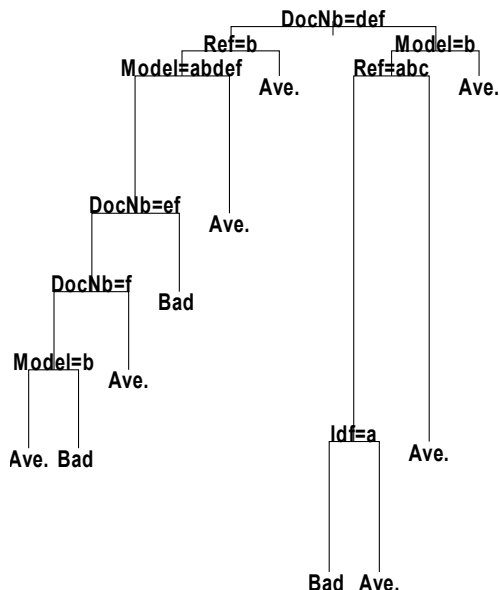 DocNb=def
Ref=b
Model=b
Model=abdef
Ave.
Ref=abc
Ave.
DocNb=ef
Ave.
DocNb=f
Bad
Model=b
Ave.
Idf=a
Ave.
Ave. Bad
Bad Ave.